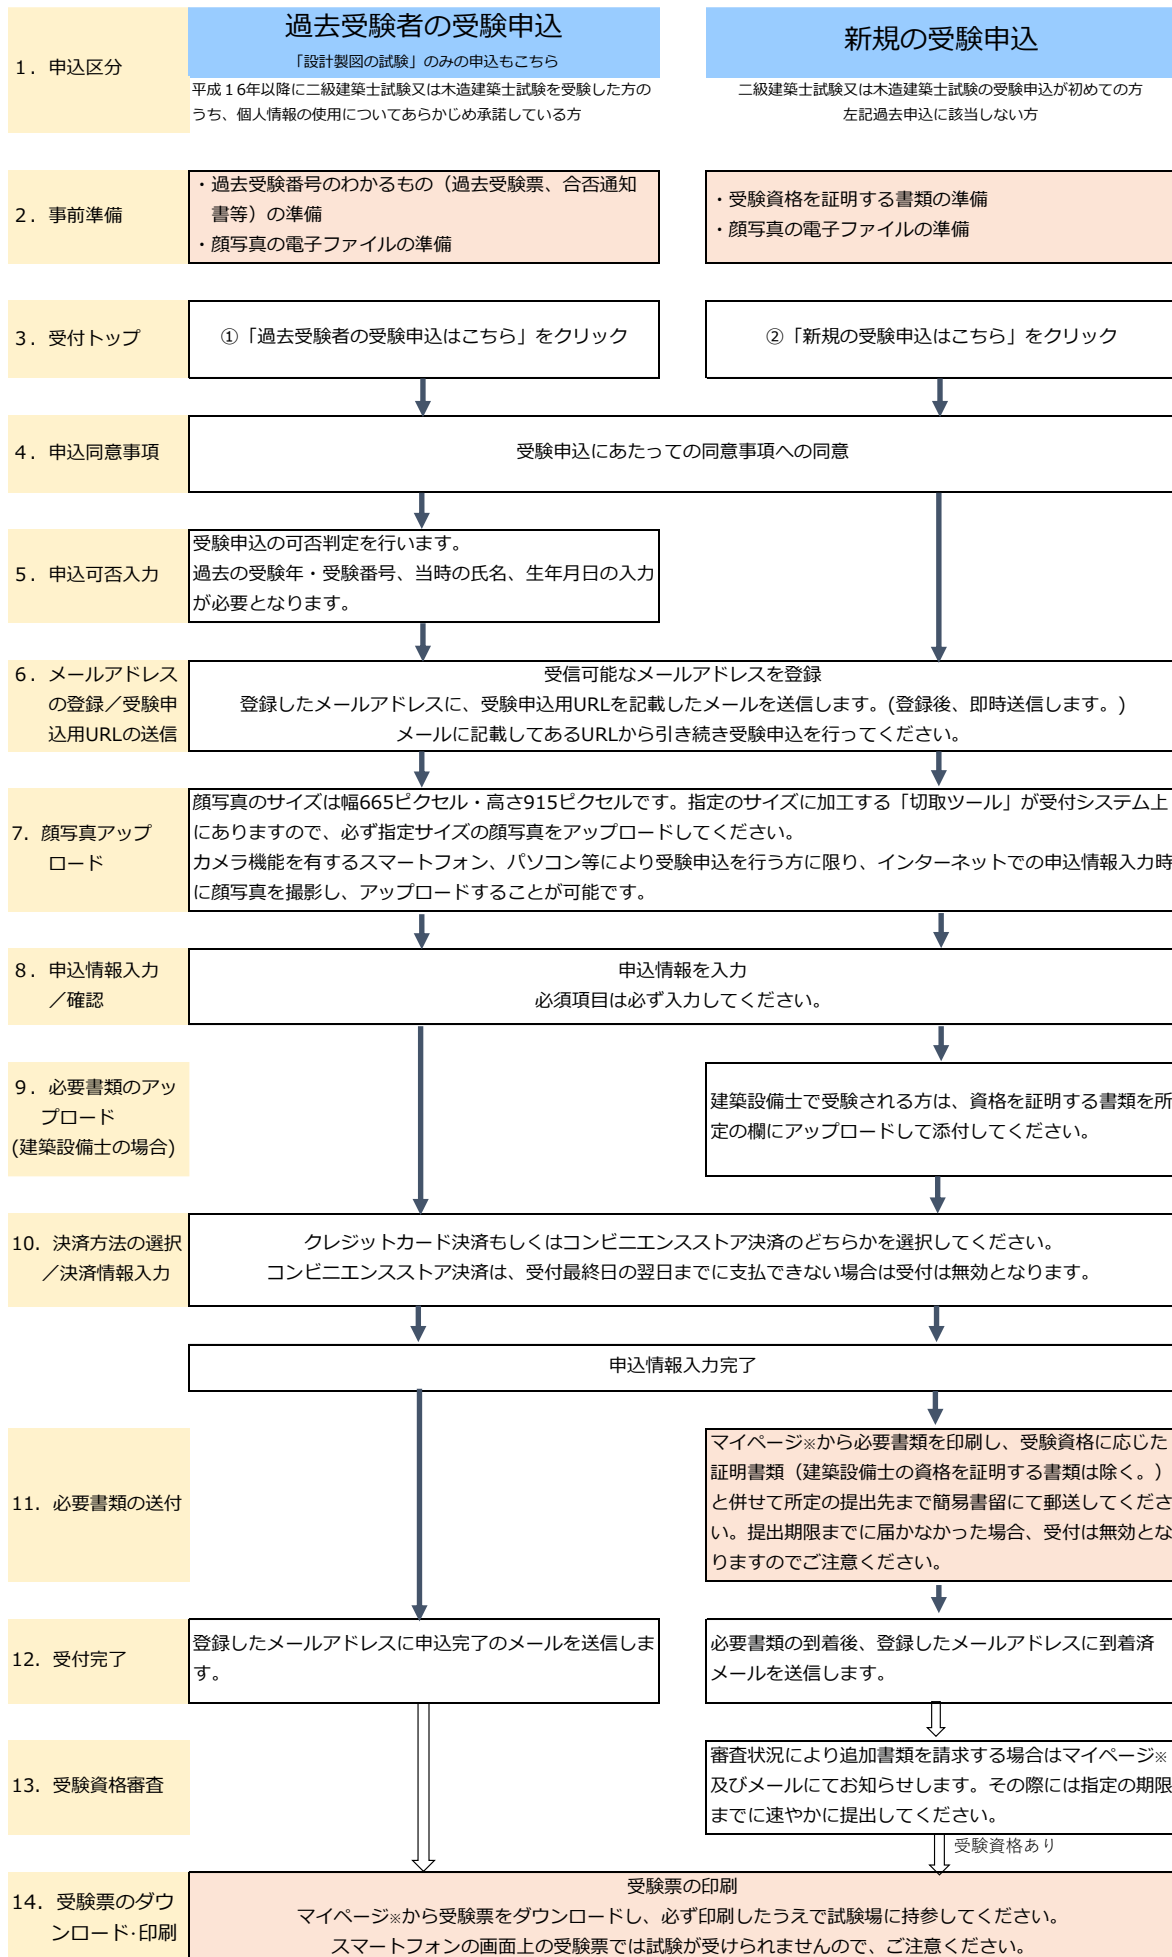 1．申込区分
過去受験者の受験申込
「設計製図の試験」のみの申込もこちら
平成１6年以降に二級建築士試験又は木造建築士試験を受験した方の
うち、個人情報の使用についてあらかじめ承諾している方
新規の受験申込
二級建築士試験又は木造建築士試験の受験申込が初めての方
左記過去申込に該当しない方
2．事前準備
・過去受験番号のわかるもの（過去受験票、合否通知
書等）の準備
・顔写真の電子ファイルの準備
・受験資格を証明する書類の準備
・顔写真の電子ファイルの準備
3．受付トップ
①「過去受験者の受験申込はこちら」をクリック
②「新規の受験申込はこちら」をクリック
4．申込同意事項
受験申込にあたっての同意事項への同意
5．申込可否入力
受験申込の可否判定を行います。
過去の受験年・受験番号、当時の氏名、生年月日の入力
が必要となります。
6．メールアドレス
の登録／受験申
込用URLの送信
受信可能なメールアドレスを登録
登録したメールアドレスに、受験申込用URLを記載したメールを送信します。(登録後、即時送信します。)
メールに記載してあるURLから引き続き受験申込を行ってください。
7．顔写真アップ
ロード
顔写真のサイズは幅665ピクセル・高さ915ピクセルです。指定のサイズに加工する「切取ツール」が受付システム上
にありますので、必ず指定サイズの顔写真をアップロードしてください。
カメラ機能を有するスマートフォン、パソコン等により受験申込を行う方に限り、インターネットでの申込情報入力時
に顔写真を撮影し、アップロードすることが可能です。
8．申込情報入力
／確認
申込情報を入力
必須項目は必ず入力してください。
9．必要書類のアッ
プロード
(建築設備士の場合)
建築設備士で受験される方は、資格を証明する書類を所
定の欄にアップロードして添付してください。
10．決済方法の選択
／決済情報入力
クレジットカード決済もしくはコンビニエンスストア決済のどちらかを選択してください。
コンビニエンスストア決済は、受付最終日の翌日までに支払できない場合は受付は無効となります。
申込情報入力完了
11．必要書類の送付
マイページ※から必要書類を印刷し、受験資格に応じた
証明書類（建築設備士の資格を証明する書類は除く。）
と併せて所定の提出先まで簡易書留にて郵送してくださ
い。提出期限までに届かなかった場合、受付は無効とな
りますのでご注意ください。
12．受付完了
登録したメールアドレスに申込完了のメールを送信しま
す。
必要書類の到着後、登録したメールアドレスに到着済
メールを送信します。
13．受験資格審査
審査状況により追加書類を請求する場合はマイページ※
及びメールにてお知らせします。その際には指定の期限
までに速やかに提出してください。
受験資格あり
14．受験票のダウ
ンロード･印刷
受験票の印刷
マイページ※から受験票をダウンロードし、必ず印刷したうえで試験場に持参してください。
スマートフォンの画面上の受験票では試験が受けられませんので、ご注意ください。